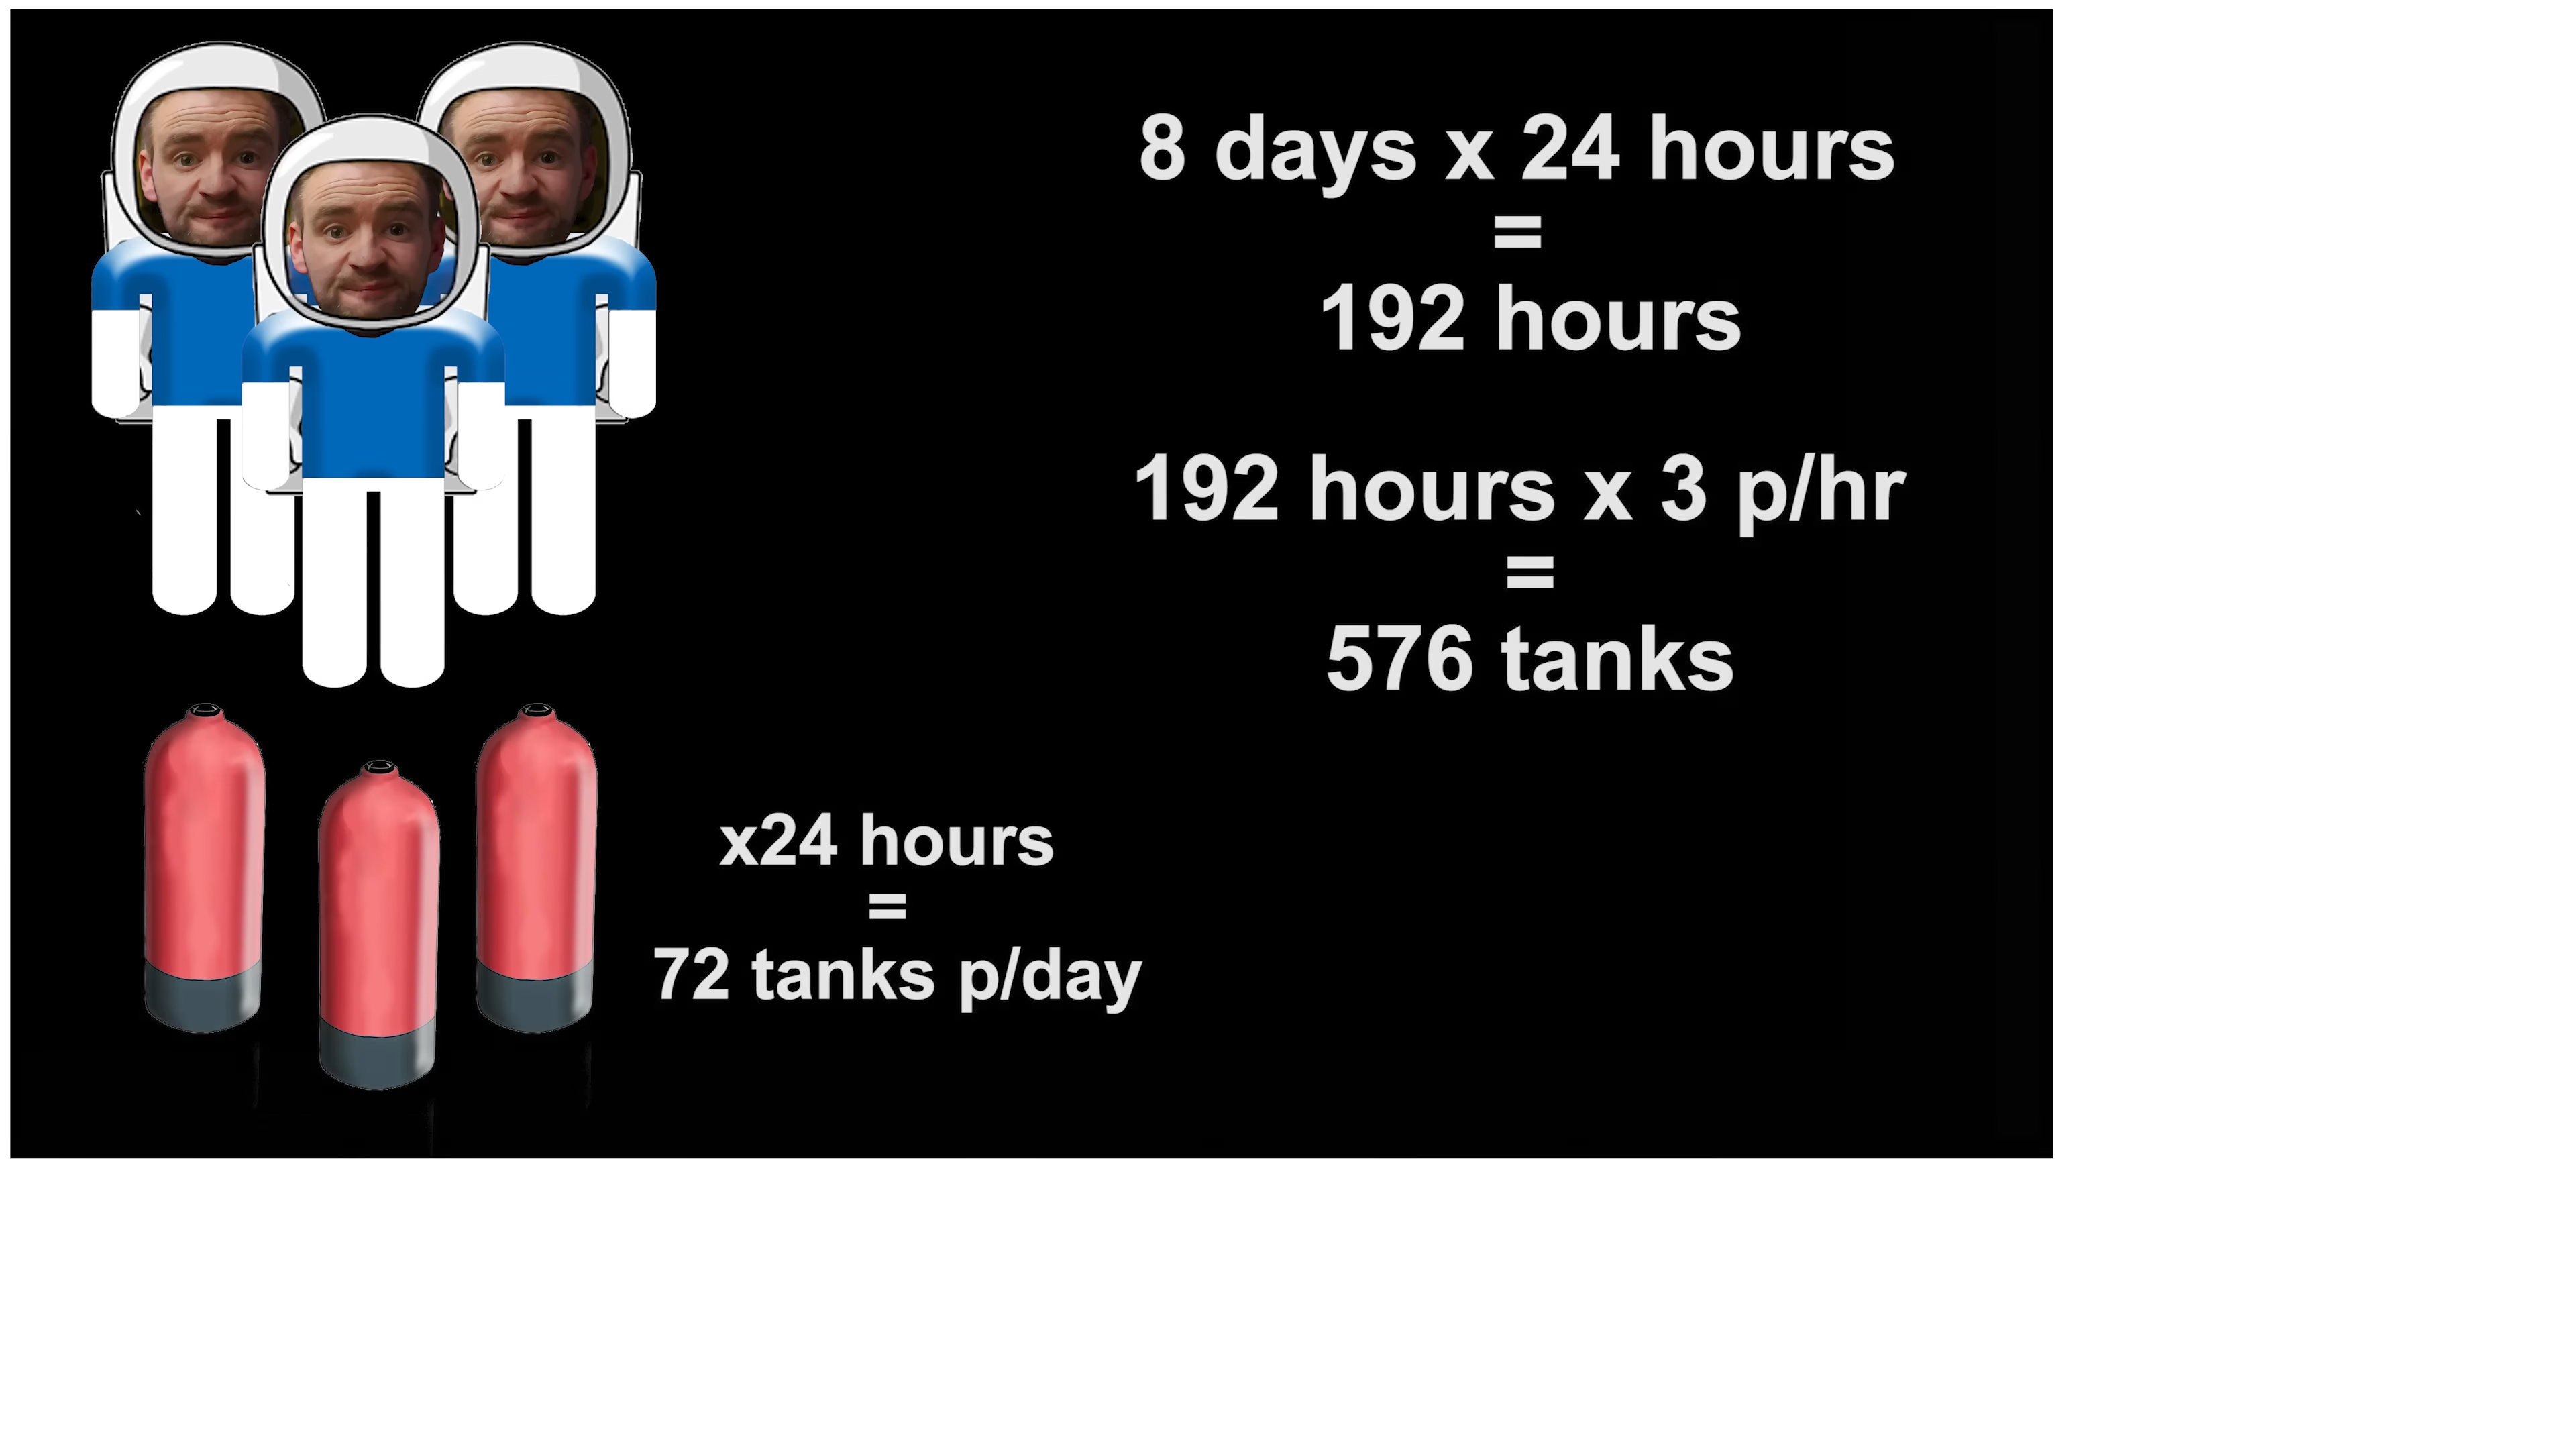 8 days x 24 hours
=
192 hours
192 hours x 3 p/hr
=
576 tanks
x24 hours
=
72 tanks p/day